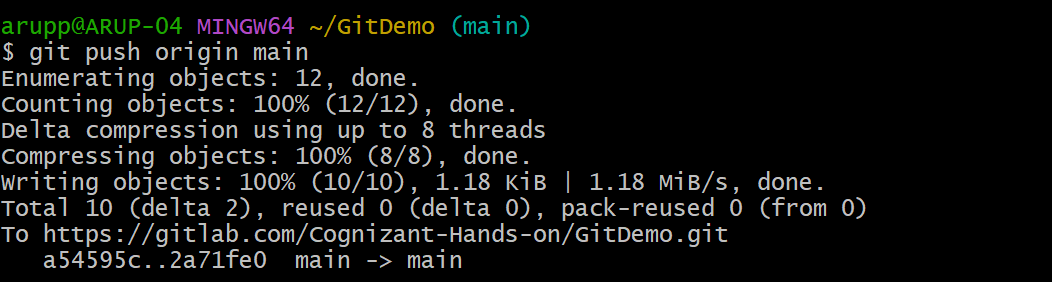 arupp@ARUP-04 MINGW64 ~/GitDemo (main)
$ git push origin main
Enumerating objects: 12, done.
Counting objects: 100% (12/12), done.
Delta compression using up to 8 threads
Compressing objects: 100% (8/8), done.
Writing objects: 100% (10/10), 1.18 KiB | 1.18 MiB/s, done.
Total 10 (delta 2), reused 0 (delta 0), pack-reused 0 (from 0)
To https://gitlab.com/Cognizant-Hands-on/GitDemo.git
   a54595c..2a71fe0  main -> main